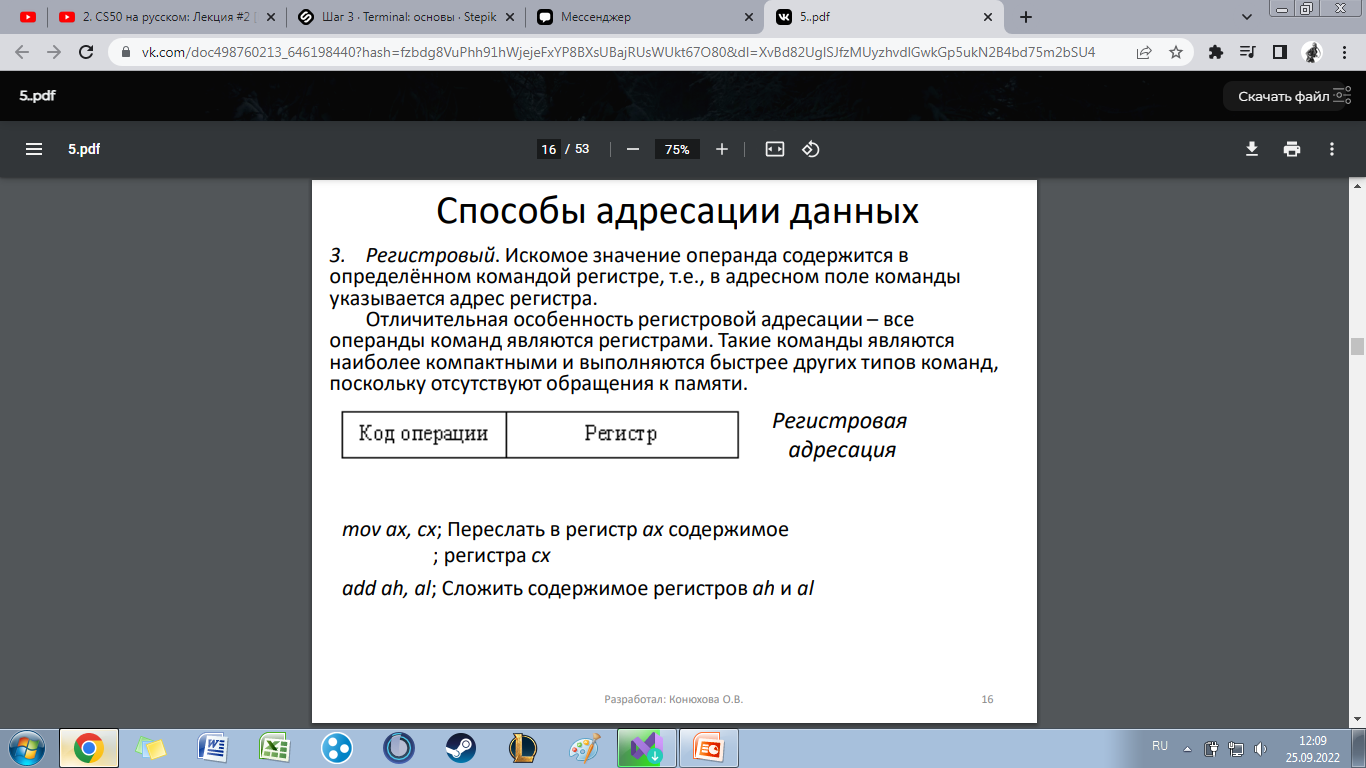 2. CS50 на русском: Лекция #2
Шаг 3 · Terminal: основы · Stepik
Мессенджер
5..pdf
vk.com/doc498760213_646198440?hash=fzbdg8VuPhh91hWjejeFxYP8BXsUBajRUsWUkt67O80&dl=XvBd82UgISJfzMUyzhvdlGwkGp5ukN2B4bd75m2bSU4
5..pdf
Скачать файл
5.pdf
16 / 53
75%
Способы адресации данных
3. Регистровый. Искомое значение операнда содержится в
определённом командой регистре, т.е., в адресном поле команды
указывается адрес регистра.
Отличительная особенность регистровой адресации – все
операнды команд являются регистрами. Такие команды являются
наиболее компактными и выполняются быстрее других типов команд,
поскольку отсутствуют обращения к памяти.
Код операции Регистр
Регистровая
адресация
mov ax, cx; Переслать в регистр ax содержимое
; регистра cx
add ah, al; Сложить содержимое регистров ah и al
Разработал: Конюхова О.В.
16
RU
12:09
25.09.2022